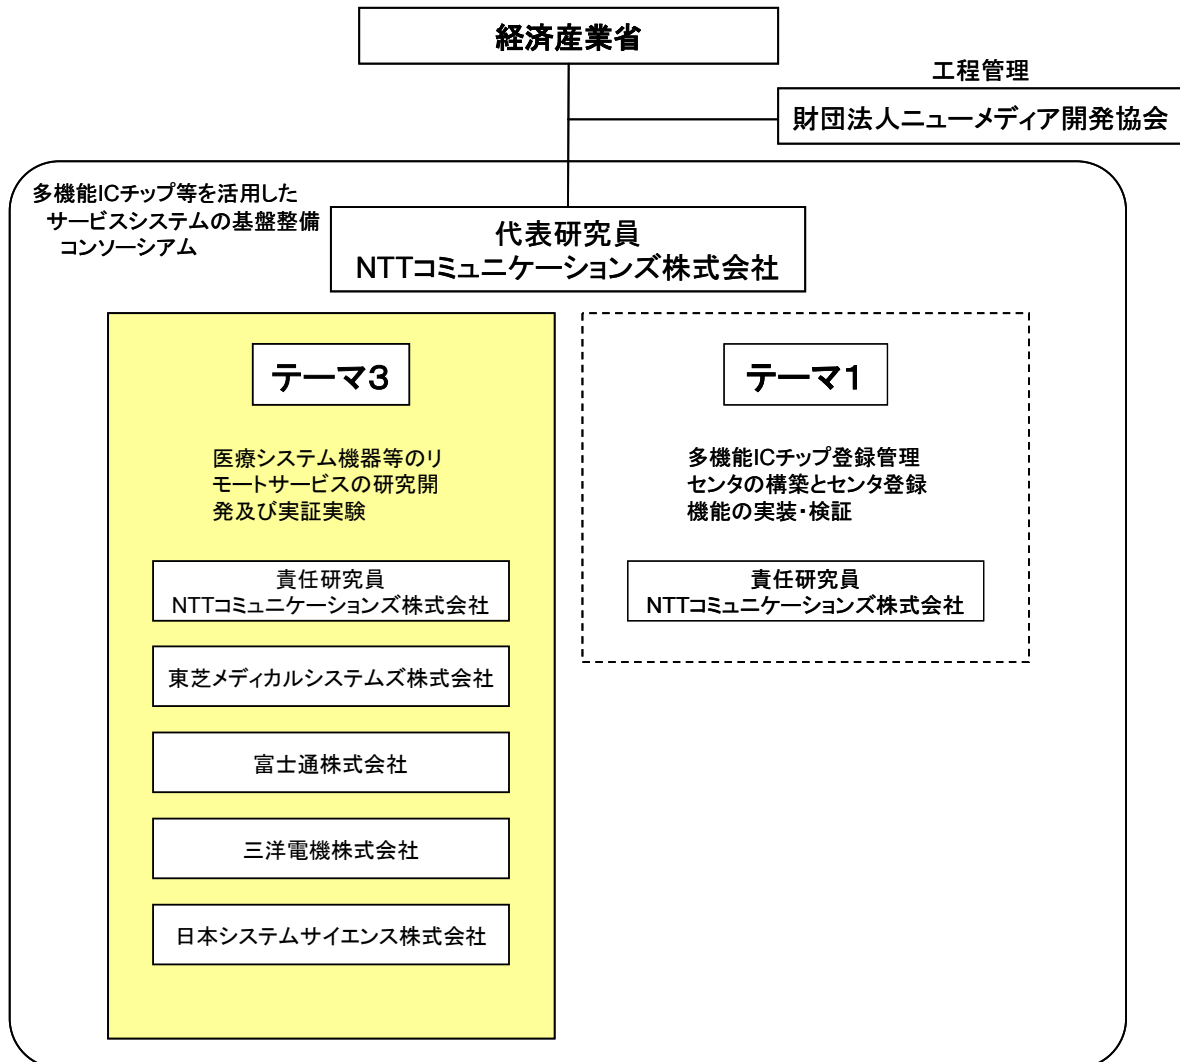 経済産業省
工程管理
財団法人ニューメディア開発協会
多機能ICチップ等を活用した
サービスシステムの基盤整備
コンソーシアム
代表研究員
NTTコミュニケーションズ株式会社
テーマ3
医療システム機器等のリ
モートサービスの研究開
発及び実証実験
責任研究員
NTTコミュニケーションズ株式会社
東芝メディカルシステムズ株式会社
富士通株式会社
三洋電機株式会社
日本システムサイエンス株式会社
テーマ1
多機能ICチップ登録管理
センタの構築とセンタ登録
機能の実装・検証
責任研究員
NTTコミュニケーションズ株式会社